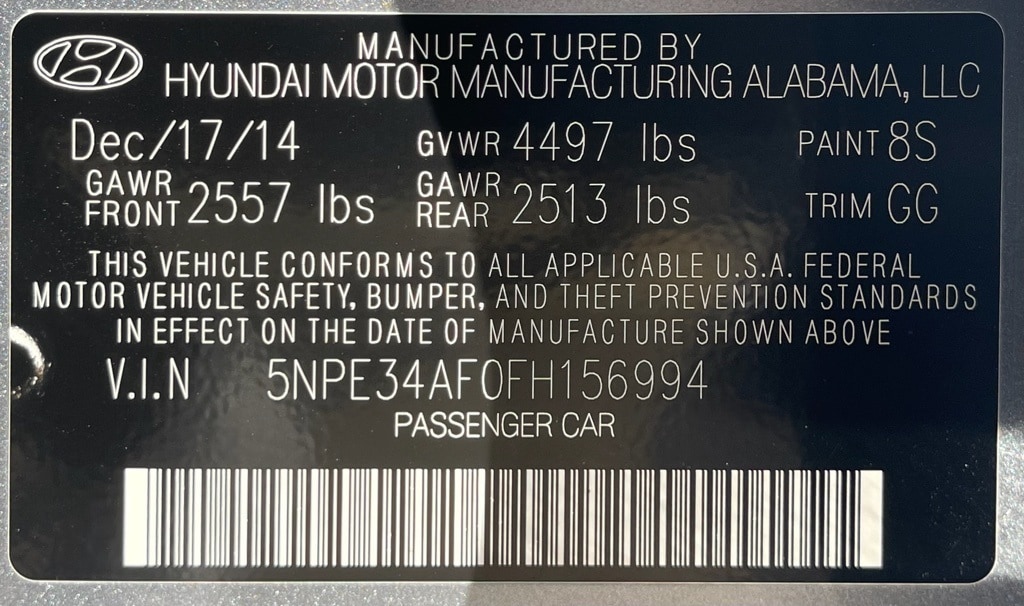 MANUFACTURED BY
HYUNDAI MOTOR MANUFACTURING ALABAMA, LLC
Dec/17/14 GVWR 4497 lbs PAINT 8S
GAWR FRONT 2557 lbs GAWR REAR 2513 lbs TRIM GG
THIS VEHICLE CONFORMS TO ALL APPLICABLE U.S.A. FEDERAL
MOTOR VEHICLE SAFETY, BUMPER, AND THEFT PREVENTION STANDARDS
IN EFFECT ON THE DATE OF MANUFACTURE SHOWN ABOVE
V.I.N 5NPE34AF0FH156994
PASSENGER CAR